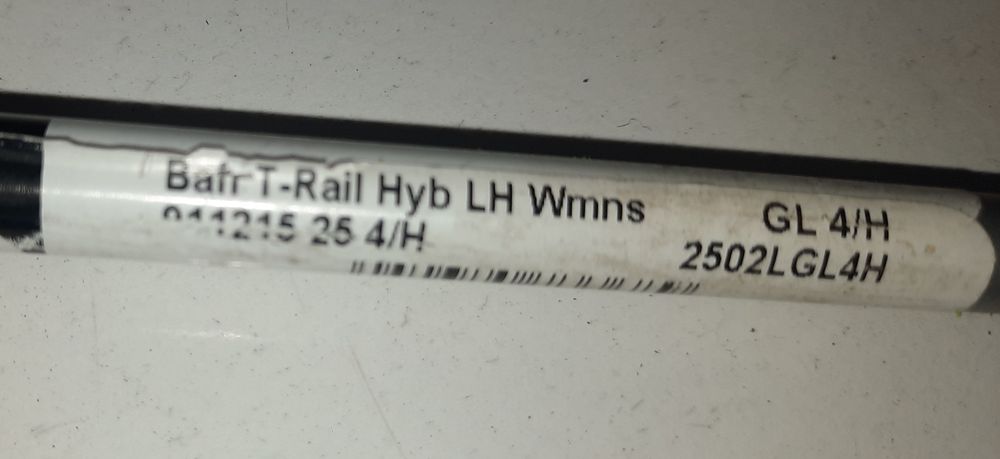 Bafr T-Rail Hyb LH Wmns GL 4/H
011215 25 4/H 2502LGL4H